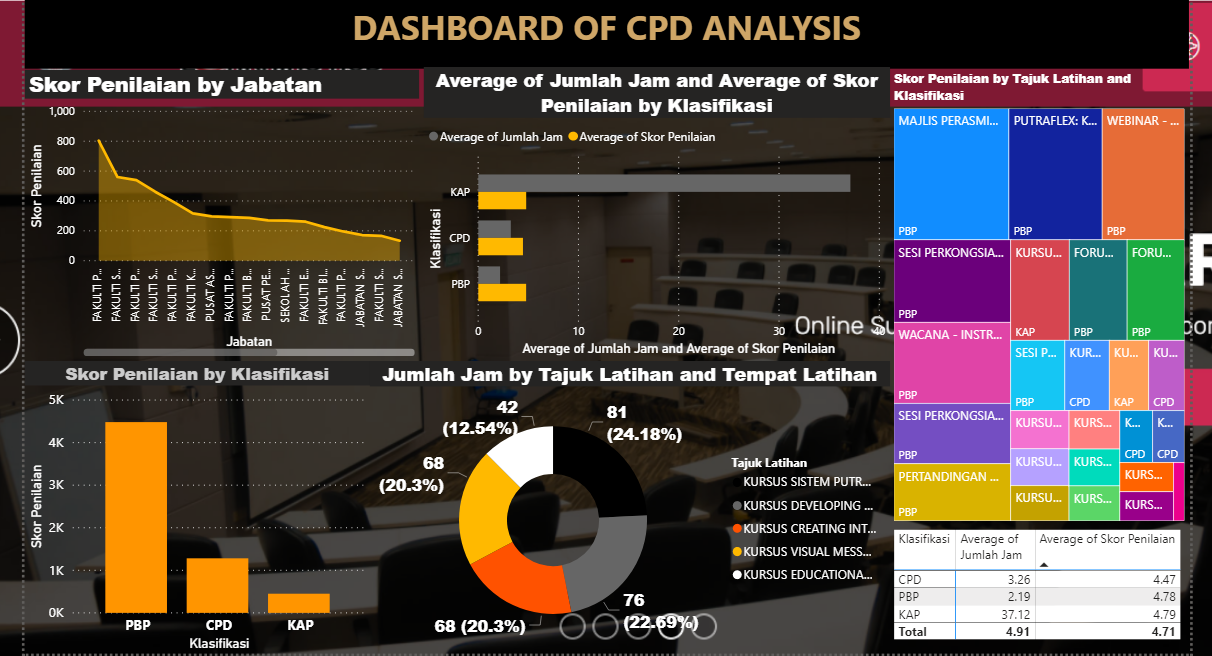 DASHBOARD OF CPD ANALYSIS
Skor Penilaian by Jabatan
1,000
800
600
400
200
0
Skor Penilaian
FAKULTI P...
FAKULTI S...
FAKULTI P...
FAKULTI S...
FAKULTI P...
FAKULTI K...
PUSAT AS...
FAKULTI P...
FAKULTI B...
PUSAT PE...
SEKOLAH ...
FAKULTI E...
FAKULTI BI...
FAKULTI P...
JABATAN S...
FAKULTI S...
JABATAN S...
Jabatan
Average of Jumlah Jam and Average of Skor
Penilaian by Klasifikasi
Average of Jumlah Jam
Average of Skor Penilaian
Klasifikasi
KAP
CPD
PBP
0
10
20
30
40
Average of Jumlah Jam and Average of Skor Penilaian
Online Su
Skor Penilaian by Tajuk Latihan and
Klasifikasi
MAJLIS PERASMI...
PBP
PUTRAFLEX: K...
PBP
WEBINAR - ...
PBP
SESI PERKONGSIA...
PBP
KURSU...
KAP
FORU...
PBP
FORU...
PBP
WACANA - INSTR...
PBP
SESI P...
PBP
KUR...
CPD
KU...
KAP
KU...
CPD
SESI PERKONGSIA...
PBP
KURSU...
KURS...
K...
CPD
K...
CPD
KURSU...
KURS...
PERTANDINGAN ...
PBP
KURSU...
KURS...
KURS...
KURS...
Skor Penilaian by Klasifikasi
5K
4K
3K
2K
1K
0K
Skor Penilaian
PBP
CPD
KAP
Klasifikasi
Jumlah Jam by Tajuk Latihan and Tempat Latihan
42
(12.54%)
81
(24.18%)
68
(20.3%)
68 (20.3%)
76
(22.69%)
Tajuk Latihan
KURSUS SISTEM PUTR...
KURSUS DEVELOPING ...
KURSUS CREATING INT...
KURSUS VISUAL MESS...
KURSUS EDUCATIONA...
Klasifikasi Average of Jumlah Jam Average of Skor Penilaian
CPD 3.26 4.47
PBP 2.19 4.78
KAP 37.12 4.79
Total 4.91 4.71